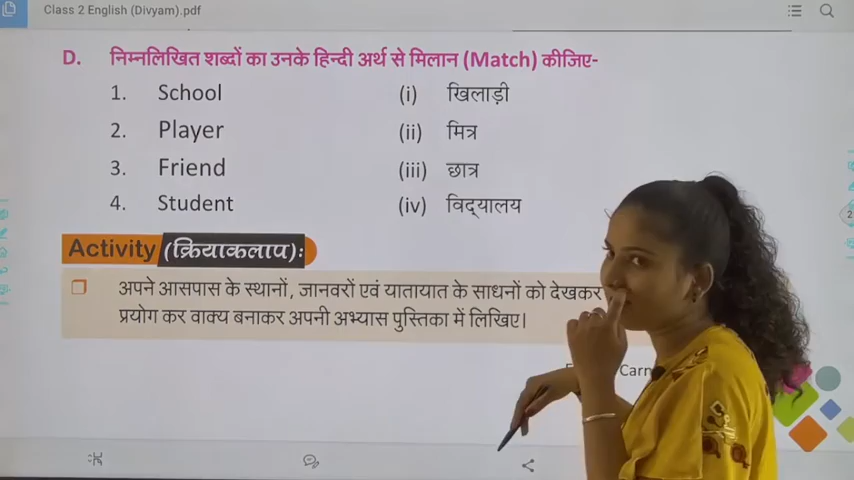 Class 2 English (Divyam).pdf
D. निम्नलिखित शब्दों का उनके हिन्दी अर्थ से मिलान (Match) कीजिए-
1. School (i) खिलाड़ी
2. Player (ii) मित्र
3. Friend (iii) छात्र
4. Student (iv) विद्यालय
Activity (क्रियाकलाप):
अपने आसपास के स्थानों, जानवरों एवं यातायात के साधनों को देखकर
प्रयोग कर वाक्य बनाकर अपनी अभ्यास पुस्तिका में लिखिए।